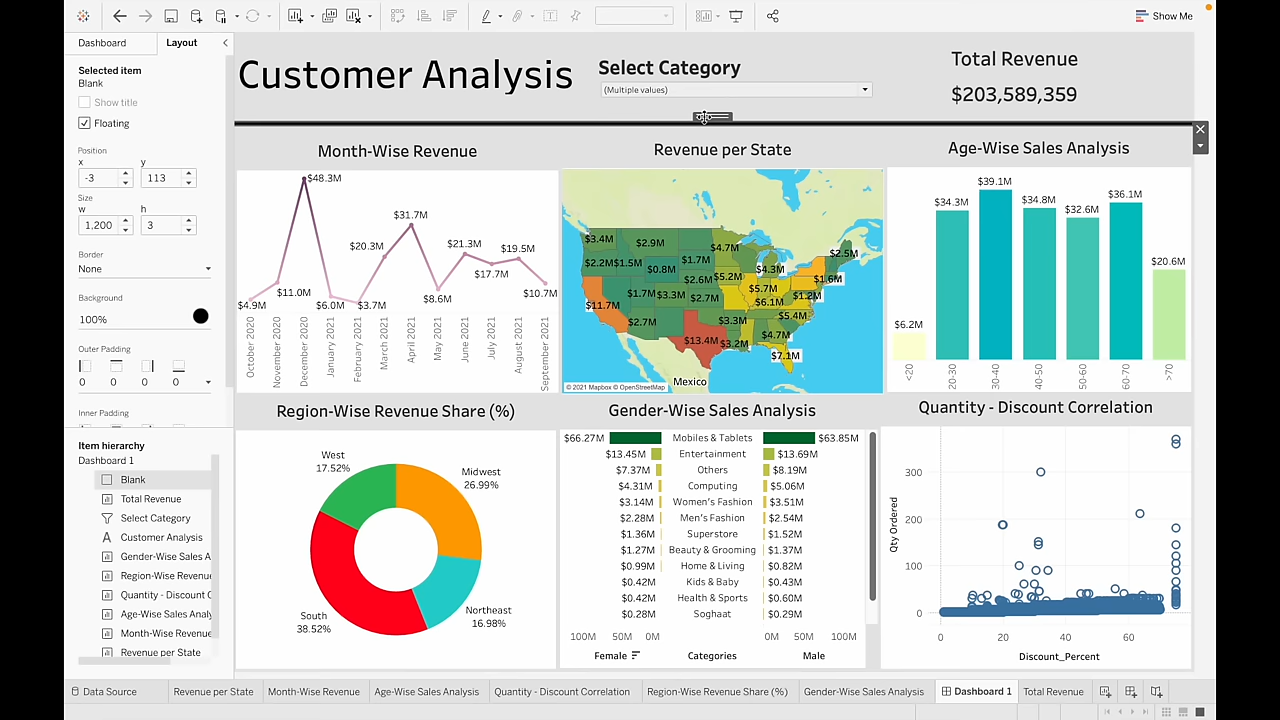 Show Me
Dashboard
Layout
Customer Analysis
Select Category
(Multiple values)
Total Revenue
$203,589,359
Selected item
Blank
Show title
Floating
Position
x
y
-3
113
Size
w
h
1,200
3
Border
None
Background
100%
Outer Padding
0 0 0 0
Inner Padding
Item hierarchy
Dashboard 1
Blank
Total Revenue
Select Category
Customer Analysis
Gender-Wise Sales A
Region-Wise Revenue
Quantity - Discount C
Age-Wise Sales Analy
Month-Wise Revenue
Revenue per State
Month-Wise Revenue
$48.3M
$31.7M
$20.3M
$21.3M
$19.5M
$17.7M
$11.0M
$10.7M
$8.6M
$4.9M
$6.0M
$3.7M
October 2020
November 2020
December 2020
January 2021
February 2021
March 2021
April 2021
May 2021
June 2021
July 2021
August 2021
September 2021
Revenue per State
$3.4M
$2.9M
$4.7M
$2.5M
$2.2M
$1.5M
$0.8M
$1.7M
$4.3M
$1.6M
$2.6M
$5.2M
$5.7M
$1.2M
$11.7M
$1.7M
$3.3M
$2.7M
$6.1M
$5.4M
$2.7M
$3.3M
$4.7M
$13.4M
$3.2M
$7.1M
Mexico
© 2021 Mapbox © OpenStreetMap
Age-Wise Sales Analysis
$39.1M
$36.1M
$34.3M
$34.8M
$32.6M
$20.6M
$6.2M
<20
20-30
30-40
40-50
50-60
60-70
>70
Region-Wise Revenue Share (%)
West
17.52%
Midwest
26.99%
South
38.52%
Northeast
16.98%
Gender-Wise Sales Analysis
$66.27M Mobiles & Tablets $63.85M
$13.45M Entertainment $13.69M
$7.37M Others $8.19M
$4.31M Computing $5.06M
$3.14M Women's Fashion $3.51M
$2.28M Men's Fashion $2.54M
$1.36M Superstore $1.52M
$1.27M Beauty & Grooming $1.37M
$0.99M Home & Living $0.82M
$0.42M Kids & Baby $0.43M
$0.42M Health & Sports $0.60M
$0.28M Soghaat $0.29M
100M 50M 0M 0M 50M 100M
Female Categories Male
Quantity - Discount Correlation
Qty Ordered
300
200
100
0
0 20 40 60
Discount_Percent
Data Source
Revenue per State
Month-Wise Revenue
Age-Wise Sales Analysis
Quantity - Discount Correlation
Region-Wise Revenue Share (%)
Gender-Wise Sales Analysis
Dashboard 1
Total Revenue